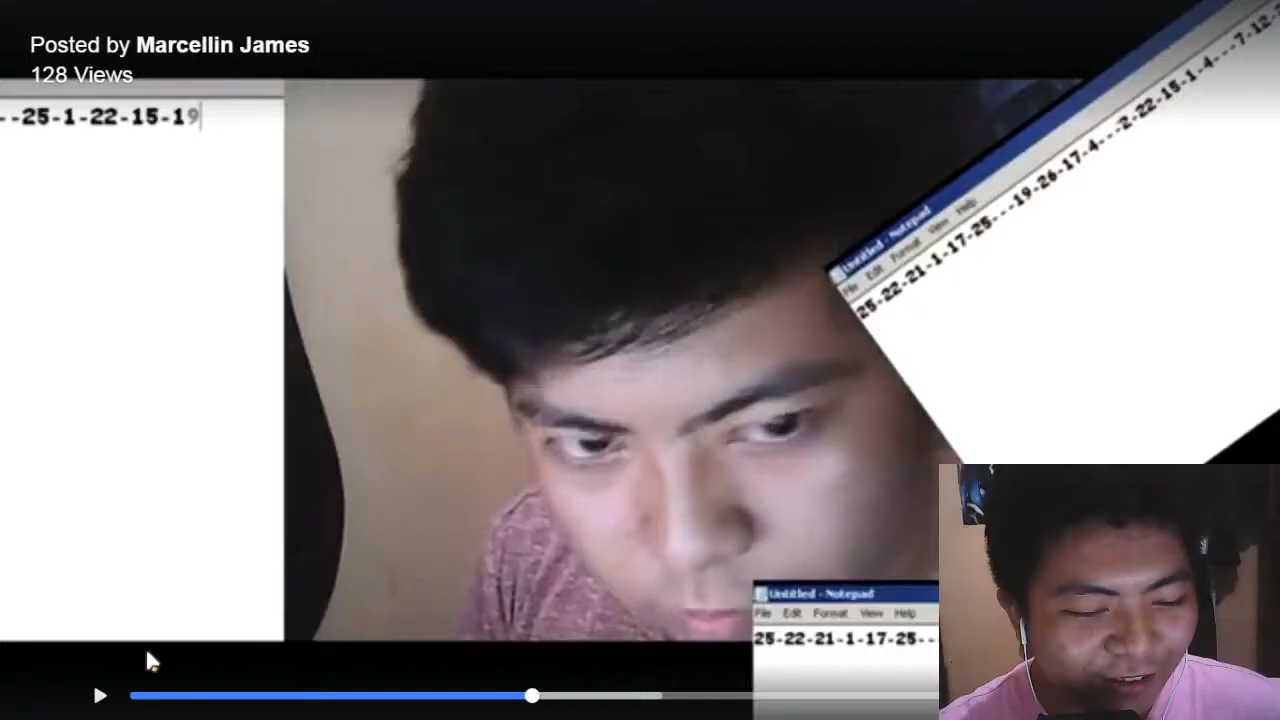 Posted by Marcellin James
128 Views
--25-1-22-15-19
Untitled - Notepad
File Edit Format View Help
25-22-21-1-17-25---19-26-17-4---2-22-15-1-4---7-12-
Untitled - Notepad
File Edit Format View Help
25-22-21-1-17-25--